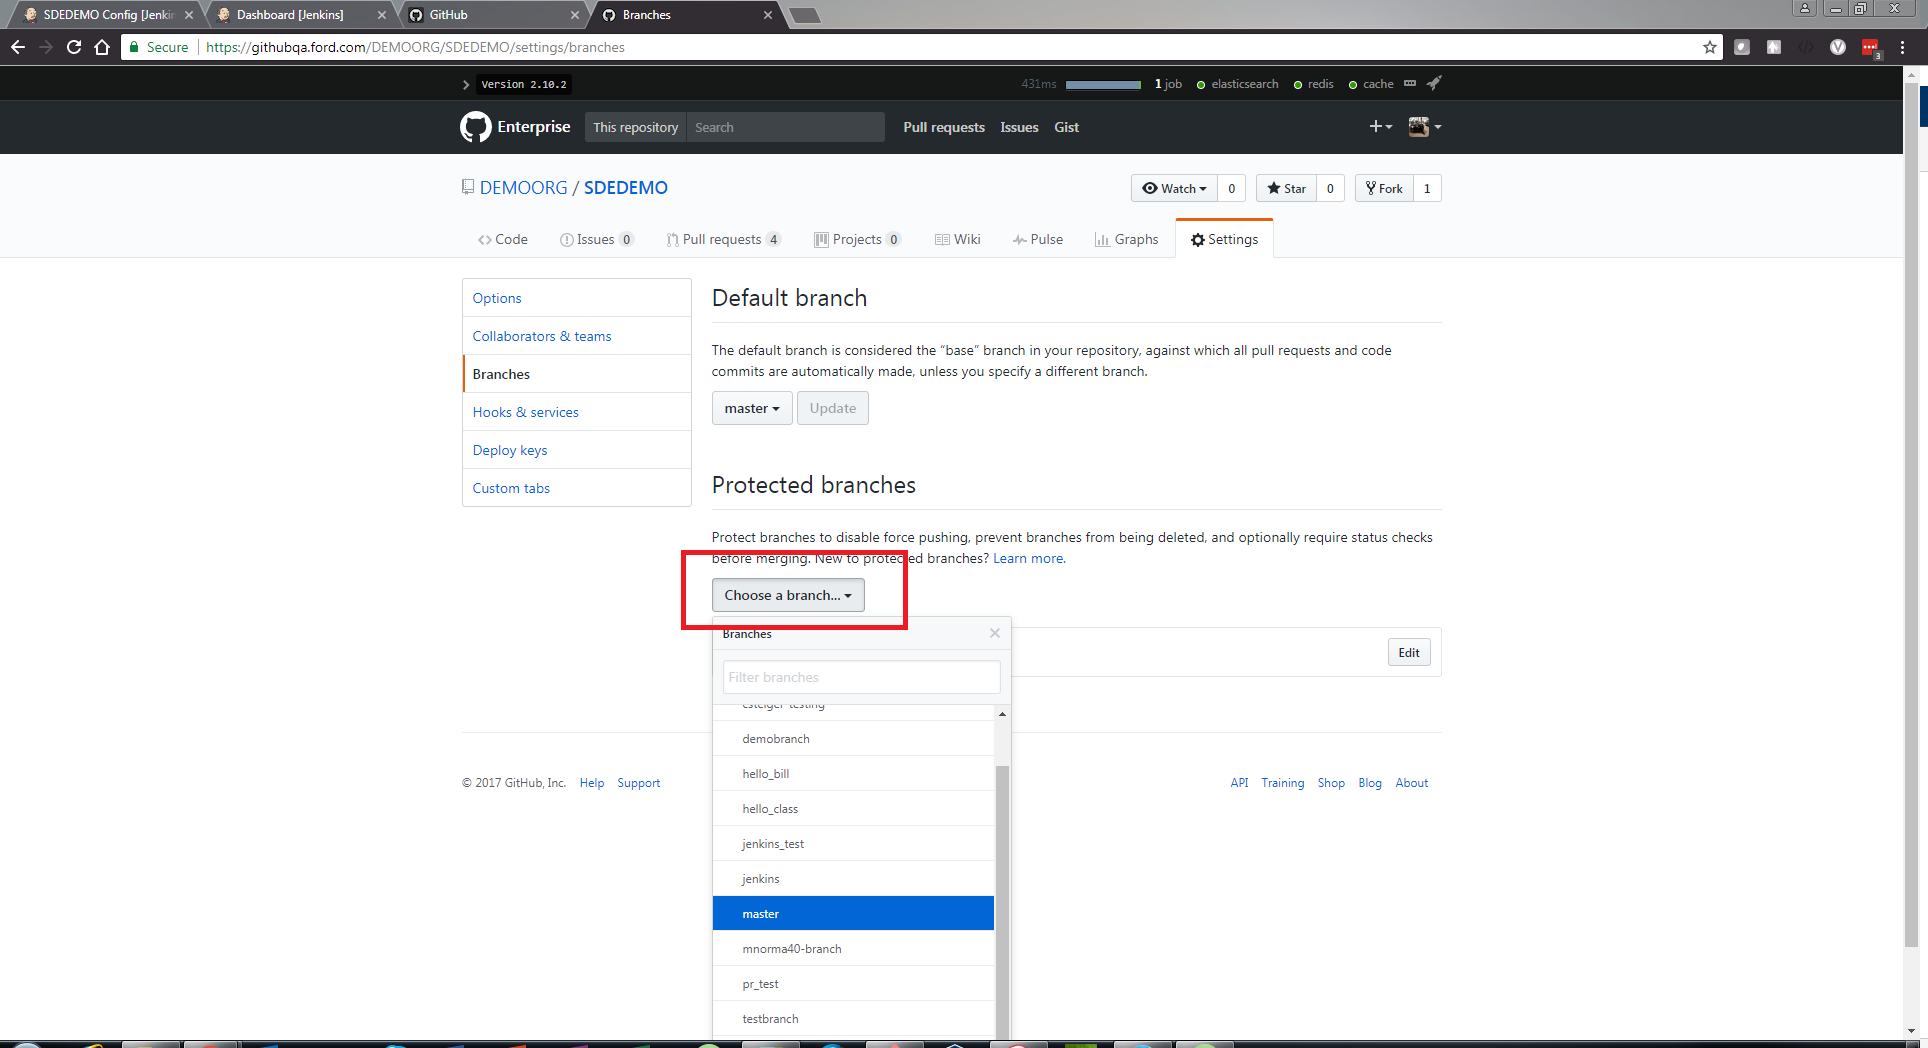 SDEDEMO Config [Jenkin
Dashboard [Jenkins]
GitHub
Branches
Secure
https://githubqa.ford.com/DEMOORG/SDEDEMO/settings/branches
3
Version 2.10.2
431ms
1 job
elasticsearch
redis
cache
Enterprise
This repository
Search
Pull requests
Issues
Gist
DEMOORG / SDEDEMO
Watch
0
Star
0
Fork
1
Code
Issues 0
Pull requests 4
Projects 0
Wiki
Pulse
Graphs
Settings
Options
Collaborators & teams
Branches
Hooks & services
Deploy keys
Custom tabs
Default branch
The default branch is considered the “base” branch in your repository, against which all pull requests and code
commits are automatically made, unless you specify a different branch.
master
Update
Protected branches
Protect branches to disable force pushing, prevent branches from being deleted, and optionally require status checks
before merging. New to protected branches? Learn more.
Choose a branch...
Branches
Edit
Filter branches
csteiger-testing
demobranch
hello_bill
hello_class
jenkins_test
jenkins
master
mnorma40-branch
pr_test
testbranch
© 2017 GitHub, Inc.
Help
Support
API
Training
Shop
Blog
About